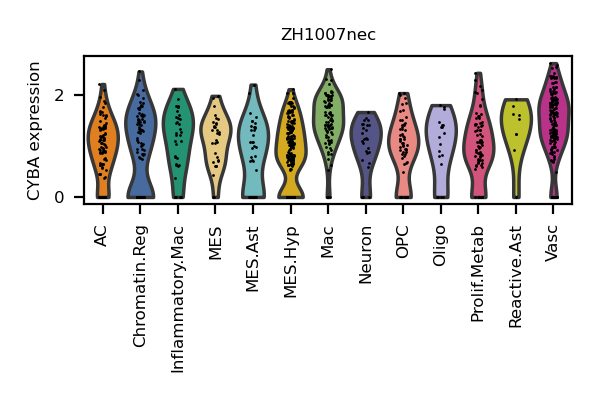 ZH1007nec
CYBA expression
2
0
AC
Chromatin.Reg
Inflammatory.Mac
MES
MES.Ast
MES.Hyp
Mac
Neuron
OPC
Oligo
Prolif.Metab
Reactive.Ast
Vasc